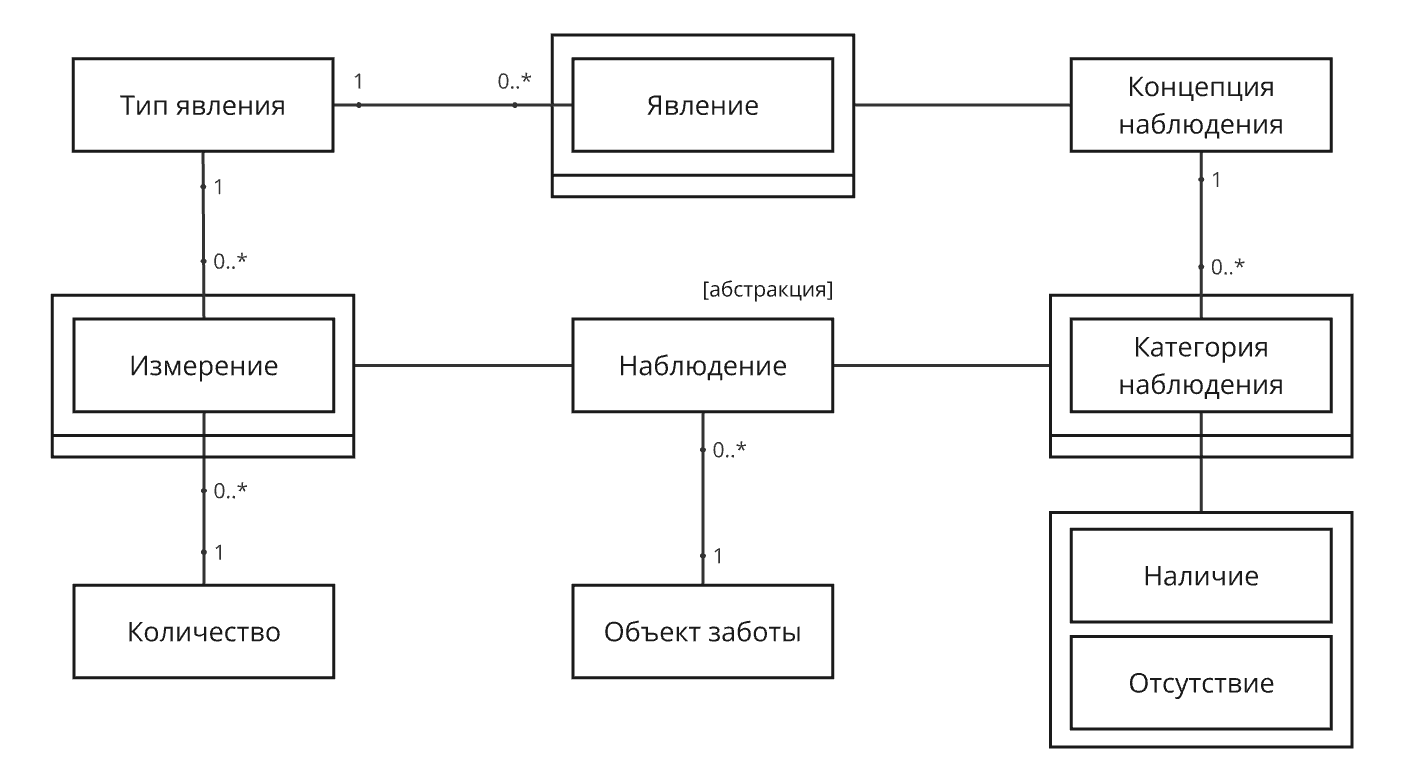 Тип явления
1
0..*
Явление
Концепция
наблюдения
1
0..*
1
0..*
[абстракция]
Измерение
Наблюдение
Категория
наблюдения
0..*
1
0..*
1
Количество
Объект заботы
Наличие
Отсутствие